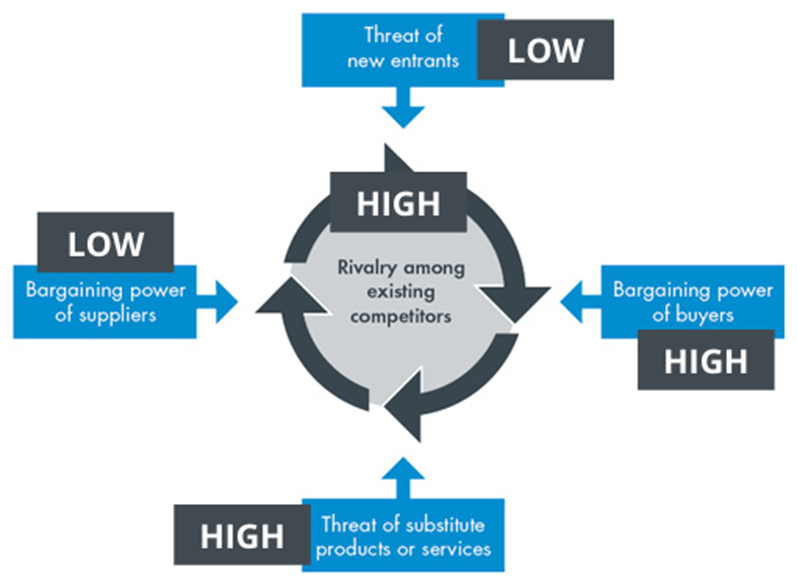 Threat of
new entrants
LOW
HIGH
Rivalry among
existing
competitors
LOW
Bargaining power
of suppliers
Bargaining power
of buyers
HIGH
HIGH
Threat of substitute
products or services